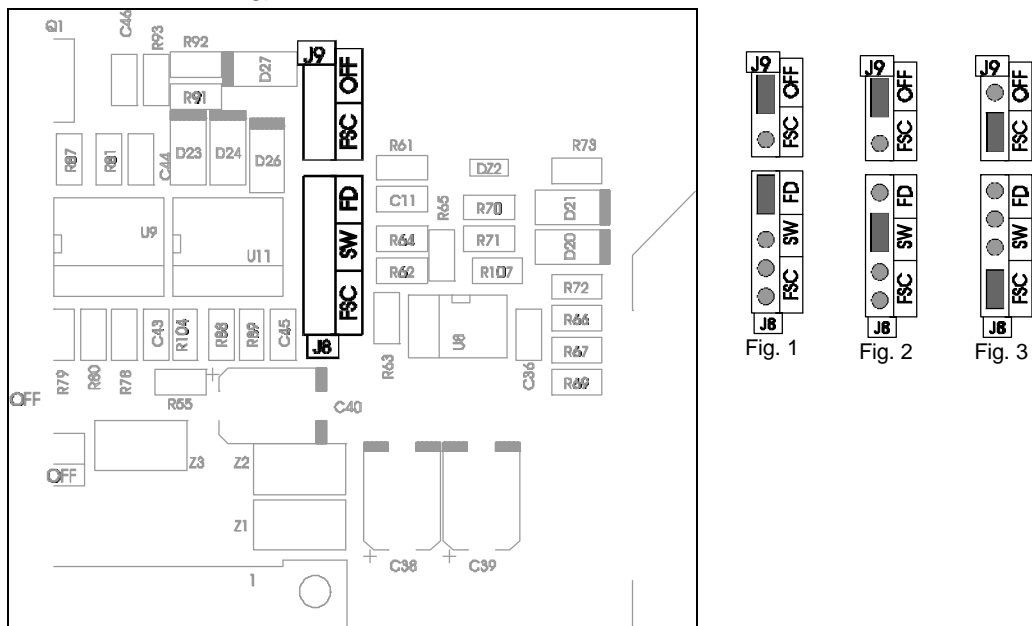 Q1
C46
R93
R92
D27
J9
OFF
FSC
R91
R87
R81
C44
D23
D24
D26
R61
DZ2
R73
FD
SW
FSC
J8
C11
R65
R70
D21
R64
R71
D20
R62
R107
U9
U11
R72
R66
R67
R69
R79
R80
R78
C43
R104
R88
R89
C45
R63
U8
C36
OFF
R55
+
C40
OFF
Z3
Z2
Z1
+
C38
+
C39
1
J9
OFF
FSC
FD
SW
FSC
J8
Fig. 1
J9
OFF
FSC
FD
SW
FSC
J8
Fig. 2
J9
OFF
FSC
FD
SW
FSC
J8
Fig. 3